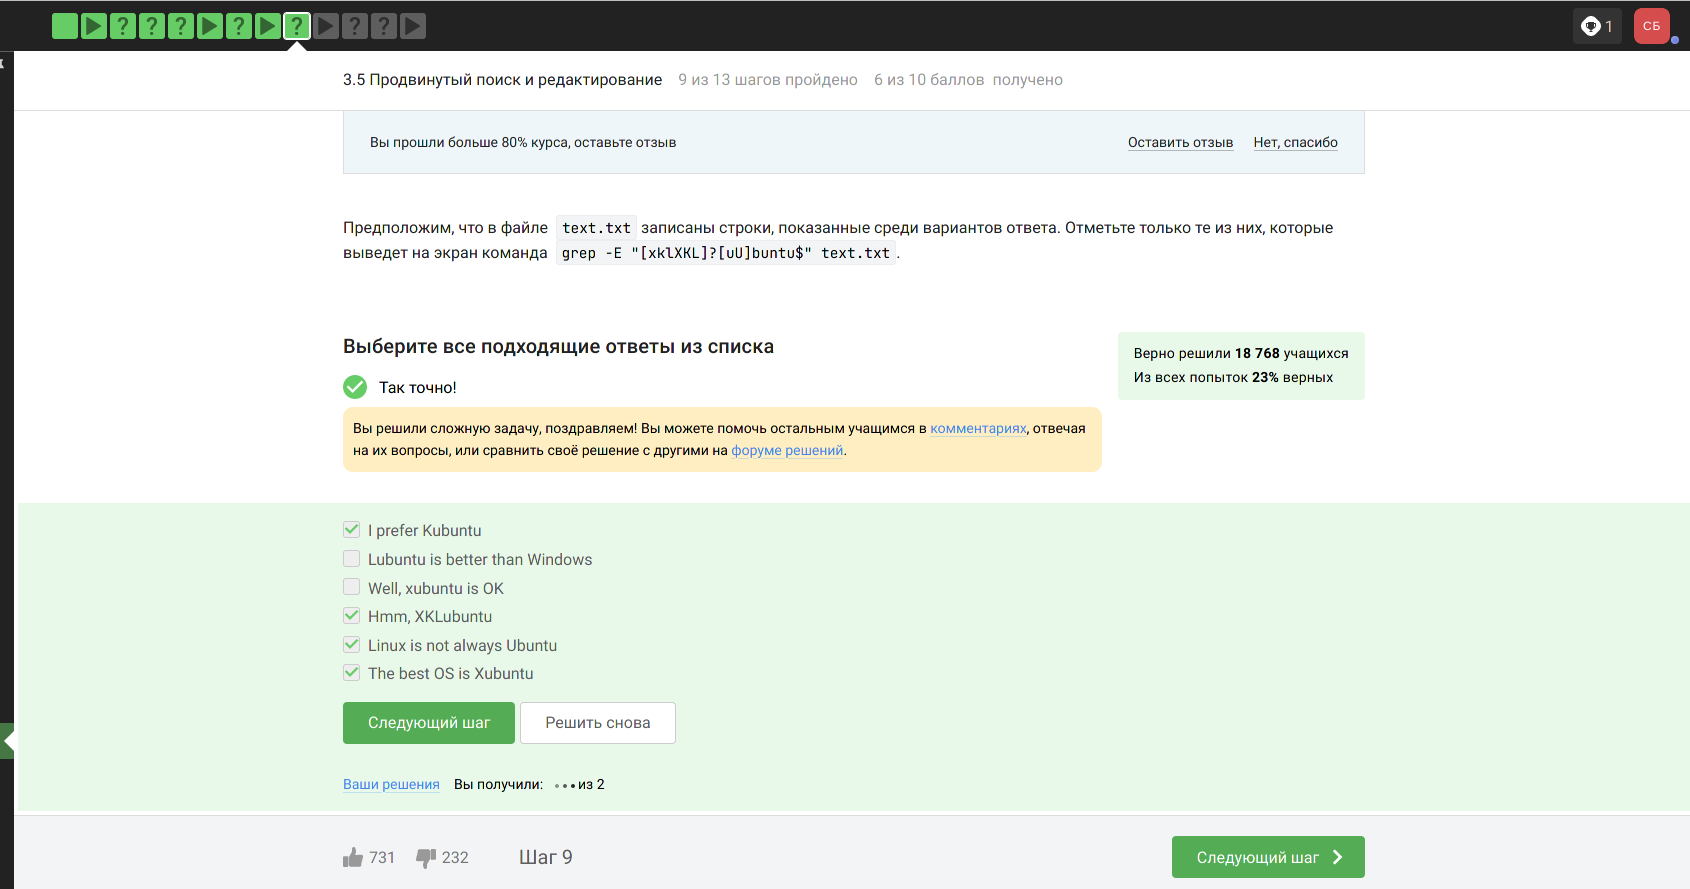 1
СБ
3.5 Продвинутый поиск и редактирование 9 из 13 шагов пройдено 6 из 10 баллов получено
Вы прошли больше 80% курса, оставьте отзыв Оставить отзыв Нет, спасибо
Предположим, что в файле text.txt записаны строки, показанные среди вариантов ответа. Отметьте только те из них, которые
выведет на экран команда grep -E "[xklXKL]?[uU]buntu$" text.txt .
Выберите все подходящие ответы из списка
Верно решили 18 768 учащихся
Из всех попыток 23% верных
Так точно!
Вы решили сложную задачу, поздравляем! Вы можете помочь остальным учащимся в комментариях, отвечая
на их вопросы, или сравнить своё решение с другими на форуме решений.
I prefer Kubuntu
Lubuntu is better than Windows
Well, xubuntu is OK
Hmm, XKLubuntu
Linux is not always Ubuntu
The best OS is Xubuntu
Следующий шаг Решить снова
Ваши решения Вы получили: ... из 2
731 232 Шаг 9 Следующий шаг